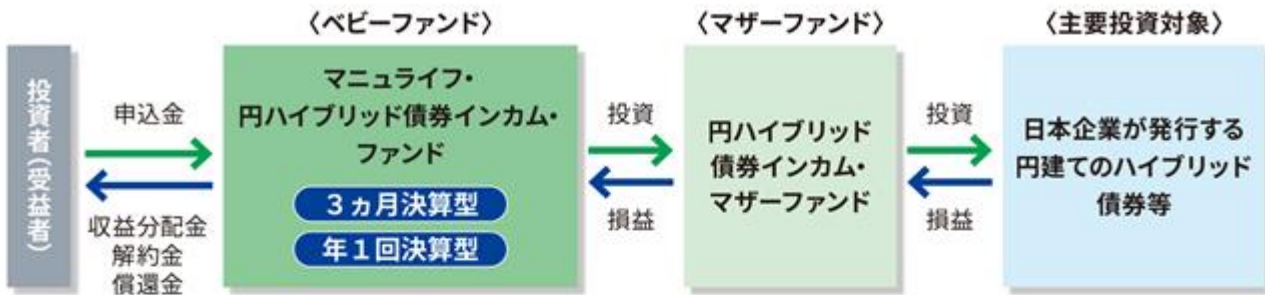 〈ベビーファンド〉
〈マザーファンド〉
〈主要投資対象〉
投資者(受益者)
申込金
収益分配金
解約金
償還金
マニュライフ・
円ハイブリッド債券インカム・
ファンド
3ヵ月決算型
年1回決算型
投資
損益
円ハイブリッド
債券インカム・
マザーファンド
投資
損益
日本企業が発行する
円建てのハイブリッド
債券等